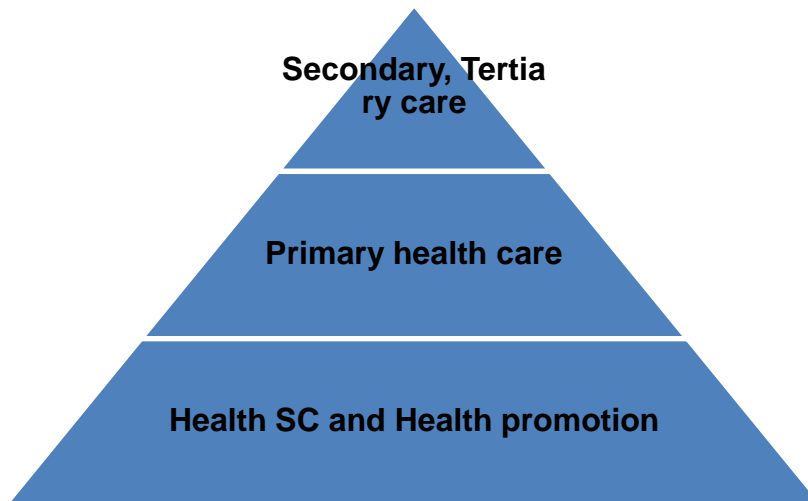 Secondary, Tertia
ry care
Primary health care
Health SC and Health promotion